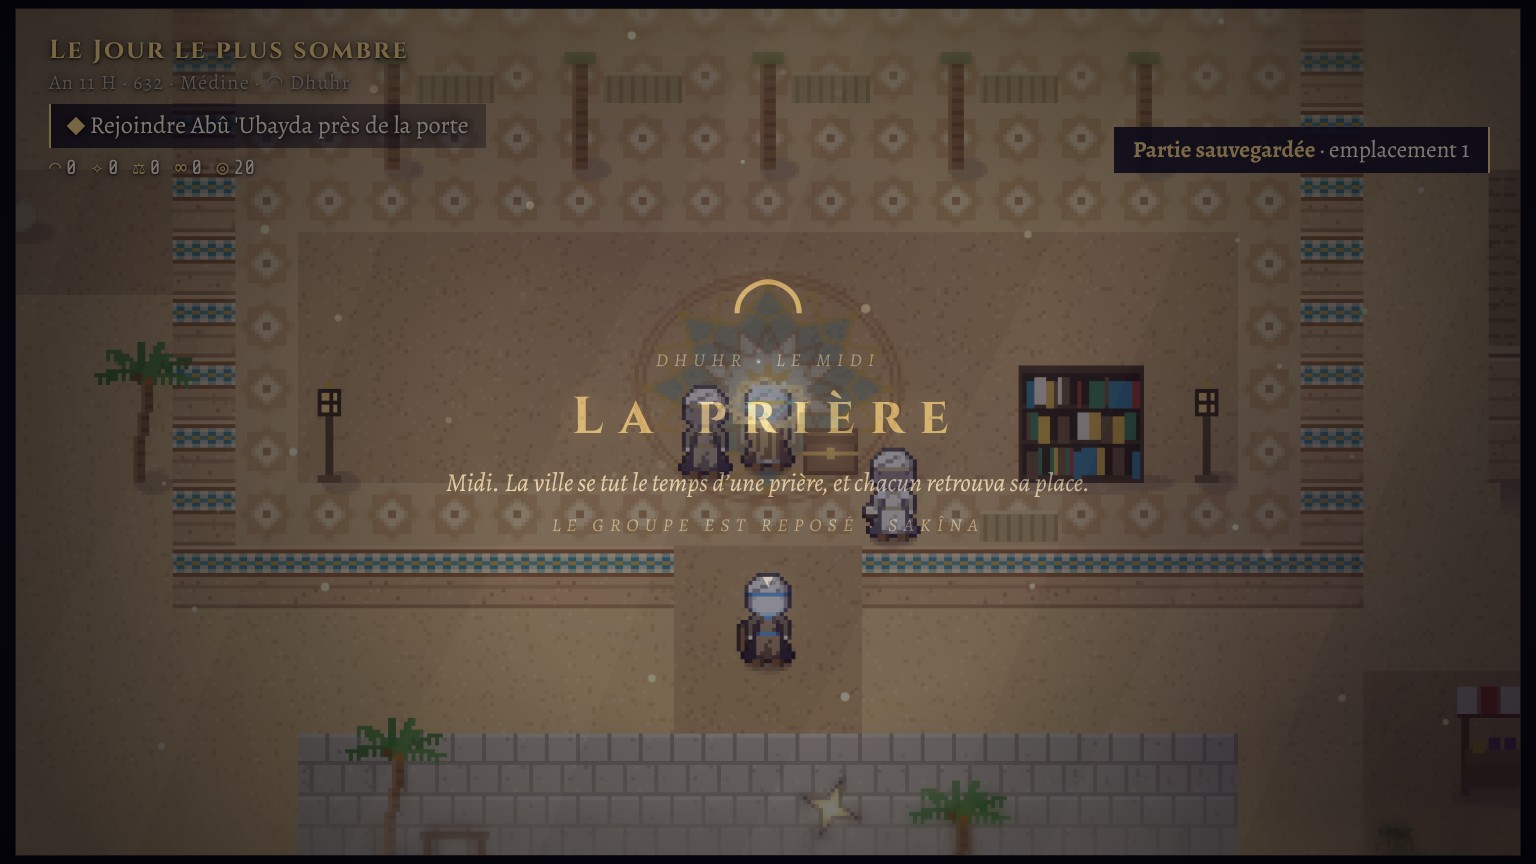 Le Jour le plus sombre
An 11 H · 632 · Médine · ◠ Dhuhr
◆ Rejoindre Abû 'Ubayda près de la porte
◠0 ✧0 ⚖0 ∞0 ◎20
Partie sauvegardée · emplacement 1
DHUHR · LE MIDI
La prière
Midi. La ville se tut le temps d’une prière, et chacun retrouva sa place.
LE GROUPE EST REPOSÉ · SAKÎNA